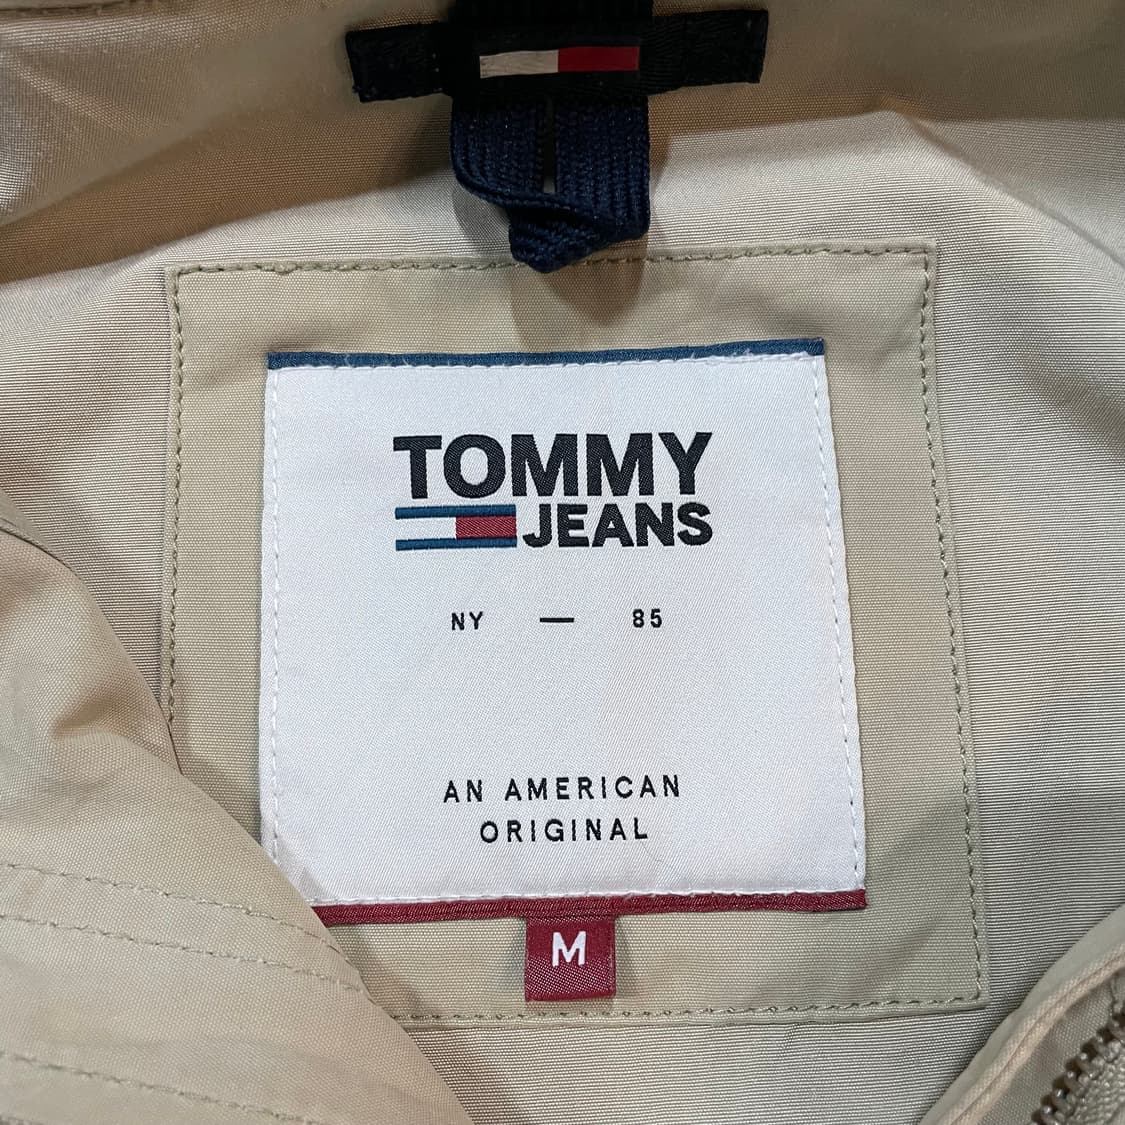 TOMMY
JEANS
NY — 85
AN AMERICAN
ORIGINAL
M